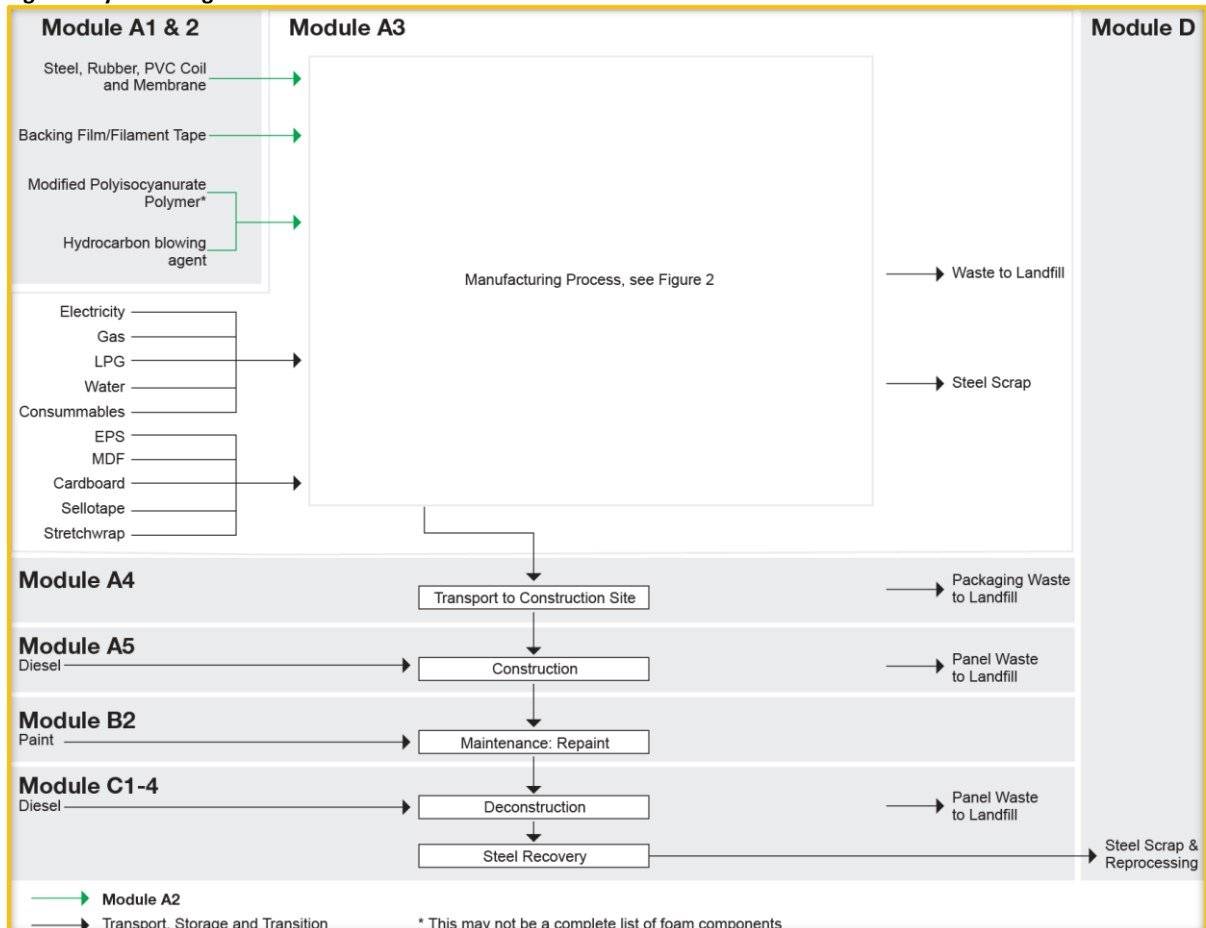 Module A1 & 2
Module A3
Module D
Steel, Rubber, PVC Coil
and Membrane
Backing Film/Filament Tape
Modified Polyisocyanurate
Polymer*
Hydrocarbon blowing
agent
Manufacturing Process, see Figure 2
Waste to Landfill
Steel Scrap
Electricity
Gas
LPG
Water
Consummables
EPS
MDF
Cardboard
Sellotape
Stretchwrap
Module A4
Transport to Construction Site
Packaging Waste
to Landfill
Module A5
Diesel
Construction
Panel Waste
to Landfill
Module B2
Paint
Maintenance: Repaint
Module C1-4
Diesel
Deconstruction
Panel Waste
to Landfill
Steel Recovery
Steel Scrap &
Reprocessing
Module A2
Transport, Storage and Transition
* This may not be a complete list of foam components